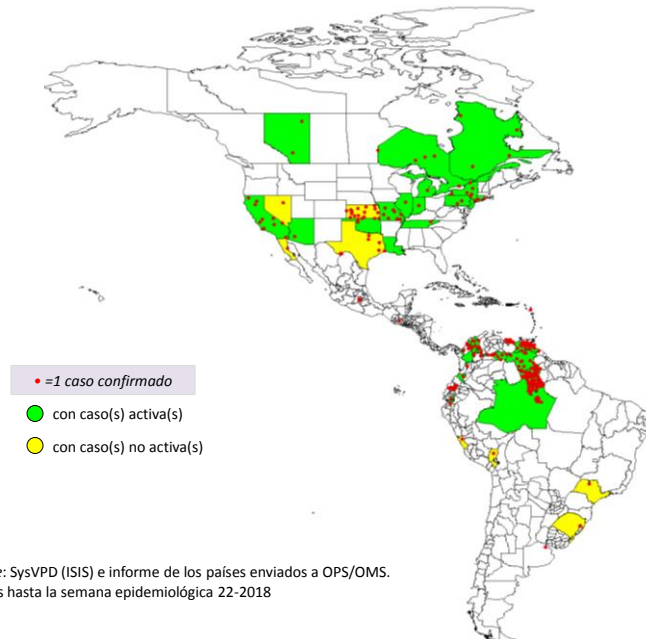 • =1 caso confirmado
con caso(s) activa(s)
con caso(s) no activa(s)
e: SysVPD (ISIS) e informe de los países enviados a OPS/OMS.
s hasta la semana epidemiológica 22-2018